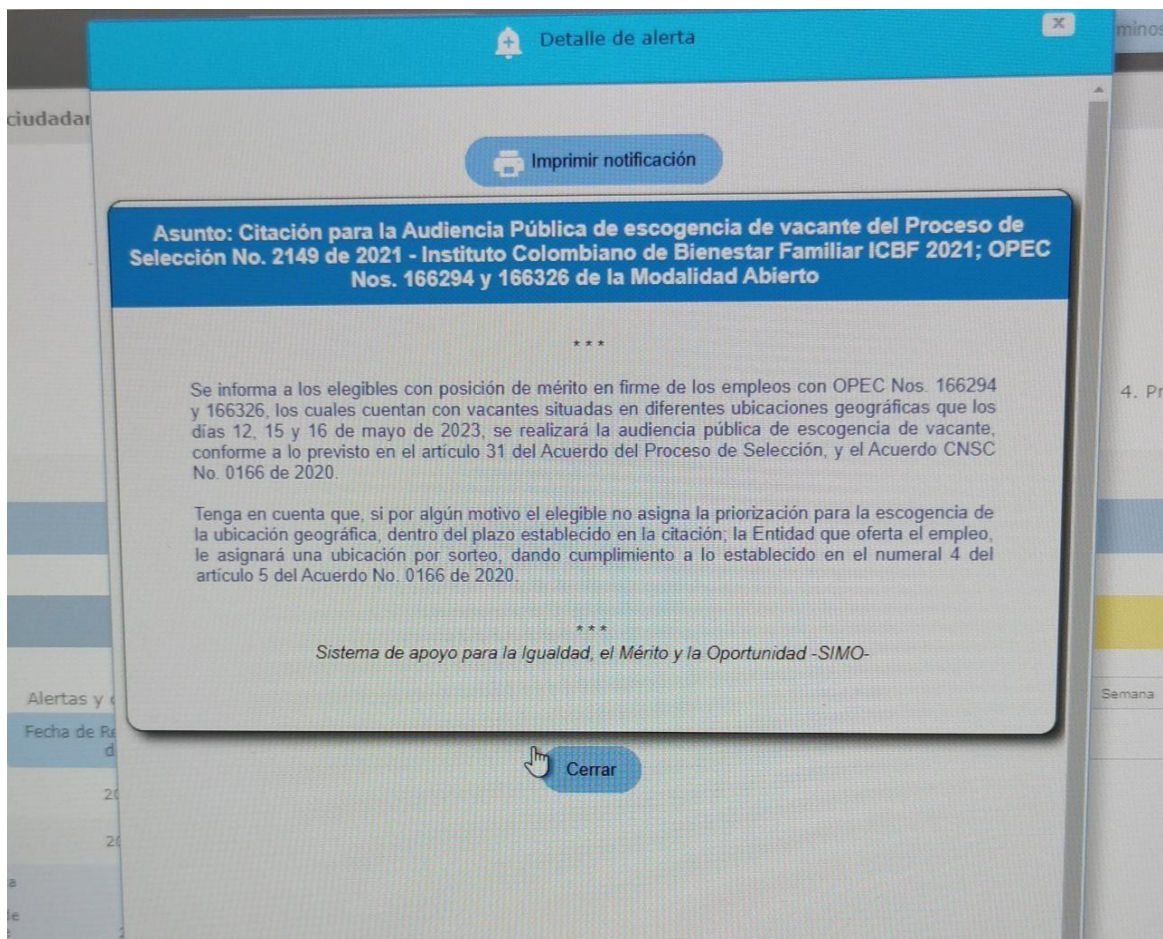 Detalle de alerta
x
minos
ciudadan
Imprimir notificación
Asunto: Citación para la Audiencia Pública de escogencia de vacante del Proceso de
Selección No. 2149 de 2021 - Instituto Colombiano de Bienestar Familiar ICBF 2021; OPEC
Nos. 166294 y 166326 de la Modalidad Abierto
* * *
Se informa a los elegibles con posición de mérito en firme de los empleos con OPEC Nos. 166294
y 166326, los cuales cuentan con vacantes situadas en diferentes ubicaciones geográficas que los
días 12, 15 y 16 de mayo de 2023, se realizará la audiencia pública de escogencia de vacante,
conforme a lo previsto en el artículo 31 del Acuerdo del Proceso de Selección, y el Acuerdo CNSC
No. 0166 de 2020.
4. Pr
Tenga en cuenta que, si por algún motivo el elegible no asigna la priorización para la escogencia de
la ubicación geográfica, dentro del plazo establecido en la citación; la Entidad que oferta el empleo,
le asignará una ubicación por sorteo, dando cumplimiento a lo establecido en el numeral 4 del
artículo 5 del Acuerdo No. 0166 de 2020.
* * *
Sistema de apoyo para la Igualdad, el Mérito y la Oportunidad -SIMO-
Alertas y
Semana
Fecha de Re
d
Cerrar
20
20
a
le